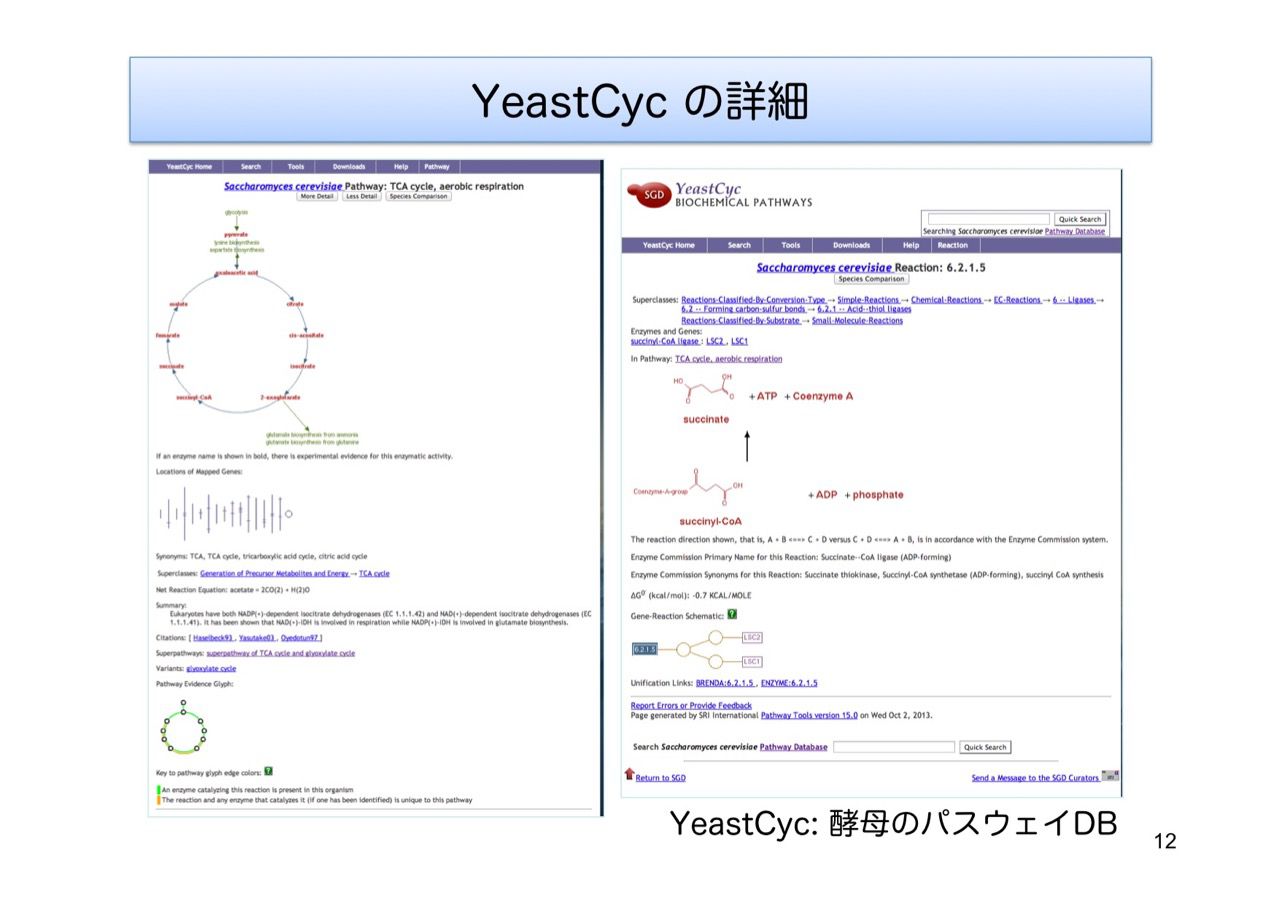 YeastCyc の詳細
YeastCyc Home Search Tools Downloads Help Pathway
Saccharomyces cerevisiae Pathway: TCA cycle, aerobic respiration
More Detail Less Detail Species Comparison
glycolysis
pyruvate
lysine biosynthesis
aspartate biosynthesis
oxaloacetic acid
malate citrate
fumarate cis-aconitate
succinate isocitrate
succinyl-CoA 2-oxoglutarate
glutamate biosynthesis from ammonia
glutamate biosynthesis from glutamine
If an enzyme name is shown in bold, there is experimental evidence for this enzymatic activity.
Locations of Mapped Genes:
Synonyms: TCA, TCA cycle, tricarboxylic acid cycle, citric acid cycle
Superclasses: Generation of Precursor Metabolites and Energy → TCA cycle
Net Reaction Equation: acetate = 2CO(2) + H(2)O
Summary:
Eukaryotes have both NADP(+)-dependent isocitrate dehydrogenases (EC 1.1.1.42) and NAD(+)-dependent isocitrate dehydrogenases (EC
1.1.1.41). It has been shown that NAD(+)-IDH is involved in respiration while NADP(+)-IDH is involved in glutamate biosynthesis.
Citations: [ Haselbeck93 , Yasutake03 , Oyedotun97 ]
Superpathways: superpathway of TCA cycle and glyoxylate cycle
Variants: glyoxylate cycle
Pathway Evidence Glyph:
Key to pathway glyph edge colors: ?
An enzyme catalyzing this reaction is present in this organism
The reaction and any enzyme that catalyzes it (if one has been identified) is unique to this pathway
SGD YeastCyc
BIOCHEMICAL PATHWAYS
Quick Search
Searching Saccharomyces cerevisiae Pathway Database
YeastCyc Home Search Tools Downloads Help Reaction
Saccharomyces cerevisiae Reaction: 6.2.1.5
Species Comparison
Superclasses: Reactions-Classified-By-Conversion-Type → Simple-Reactions → Chemical-Reactions → EC-Reactions → 6 -- Ligases →
6.2 -- Forming carbon-sulfur bonds → 6.2.1 -- Acid--thiol ligases
Reactions-Classified-By-Substrate → Small-Molecule-Reactions
Enzymes and Genes:
succinyl-CoA ligase : LSC2 , LSC1
In Pathway: TCA cycle, aerobic respiration
HO OH
O O
+ ATP + Coenzyme A
succinate
O
Coenzyme-A-group OH
O
+ ADP + phosphate
succinyl-CoA
The reaction direction shown, that is, A + B <==> C + D versus C + D <==> A + B, is in accordance with the Enzyme Commission system.
Enzyme Commission Primary Name for this Reaction: Succinate--CoA ligase (ADP-forming)
Enzyme Commission Synonyms for this Reaction: Succinate thiokinase, Succinyl-CoA synthetase (ADP-forming), succinyl CoA synthesis
ΔG0' (kcal/mol): -0.7 KCAL/MOLE
Gene-Reaction Schematic: ?
6.2.1.5 LSC2
LSC1
Unification Links: BRENDA:6.2.1.5 , ENZYME:6.2.1.5
Report Errors or Provide Feedback
Page generated by SRI International Pathway Tools version 15.0 on Wed Oct 2, 2013.
Search Saccharomyces cerevisiae Pathway Database Quick Search
Return to SGD Send a Message to the SGD Curators
YeastCyc: 酵母のパスウェイDB
12